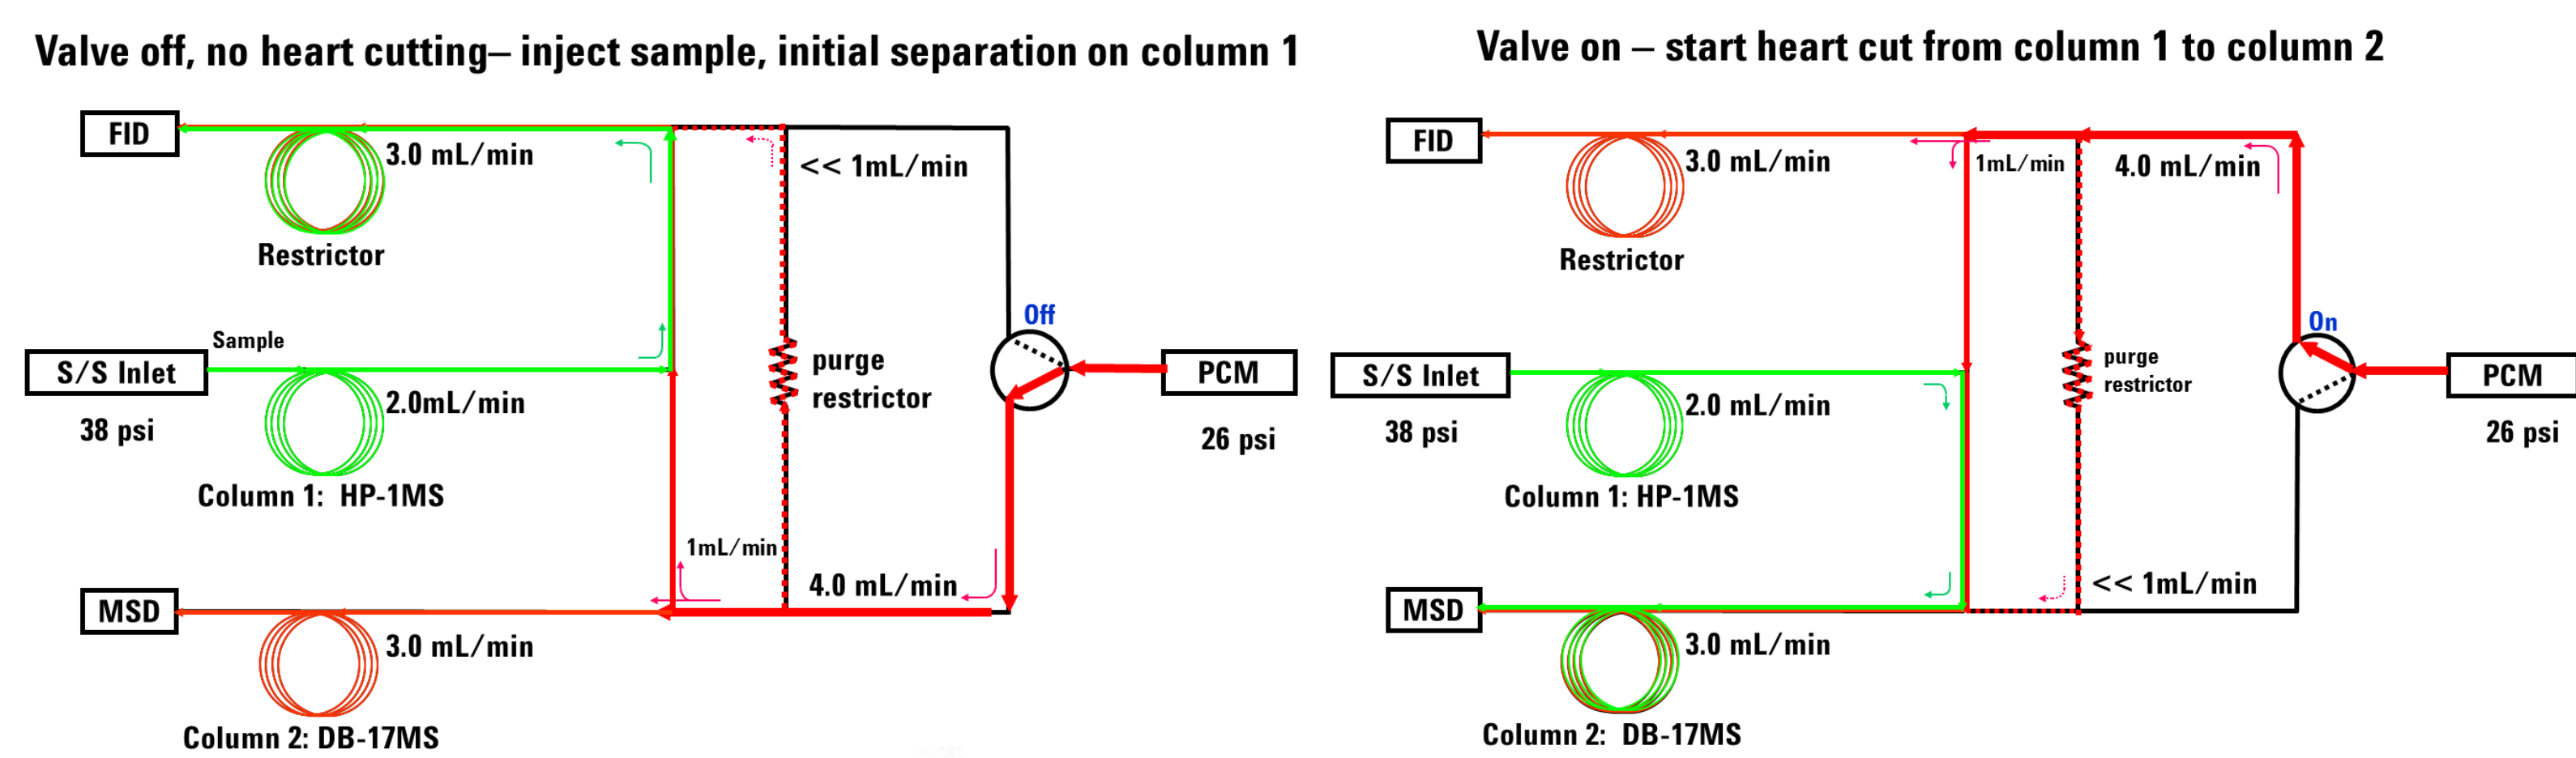 Valve off, no heart cutting– inject sample, initial separation on column 1
FID
3.0 mL/min
<< 1mL/min
Restrictor
Off
Sample
S/S Inlet
2.0mL/min
purge
restrictor
PCM
38 psi
26 psi
Column 1: HP-1MS
1mL/min
4.0 mL/min
MSD
3.0 mL/min
Column 2: DB-17MS
Valve on – start heart cut from column 1 to column 2
FID
3.0 mL/min
1mL/min
4.0 mL/min
Restrictor
On
S/S Inlet
2.0 mL/min
purge
restrictor
PCM
38 psi
26 psi
Column 1: HP-1MS
<< 1mL/min
MSD
3.0 mL/min
Column 2: DB-17MS